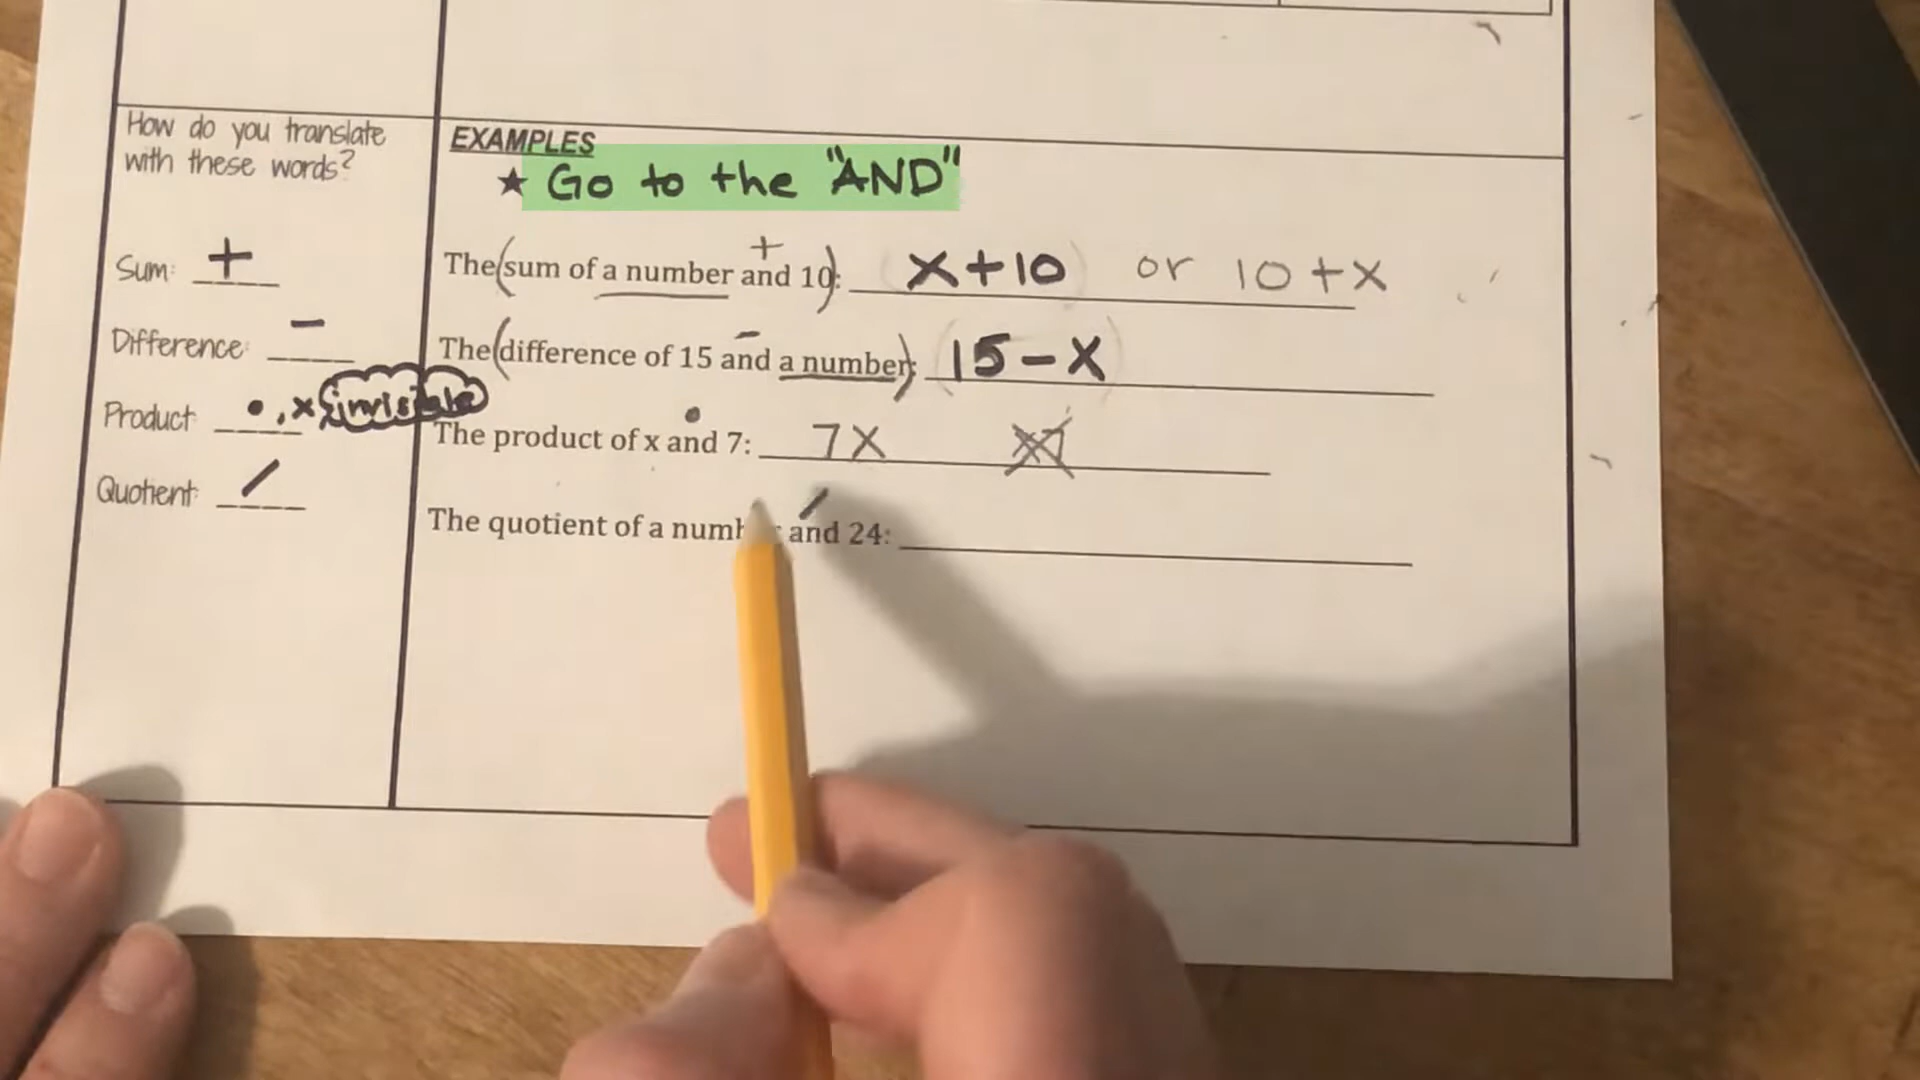 How do you translate
with these words?
Sum: +
Difference: −
Product: •, x, invisible
Quotient: /
EXAMPLES
★ Go to the "AND"
+
The (sum of a number and 10): (x+10) or 10+x
−
The (difference of 15 and a number): (15−x)
•
The product of x and 7: 7x x7
/
The quotient of a and 24: